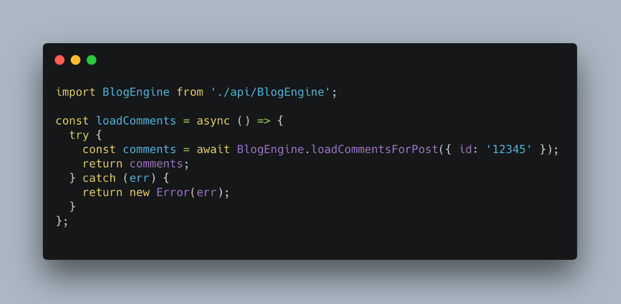 import BlogEngine from './api/BlogEngine';

const loadComments = async () => {
  try {
    const comments = await BlogEngine.loadCommentsForPost({ id: '12345' });
    return comments;
  } catch (err) {
    return new Error(err);
  }
};